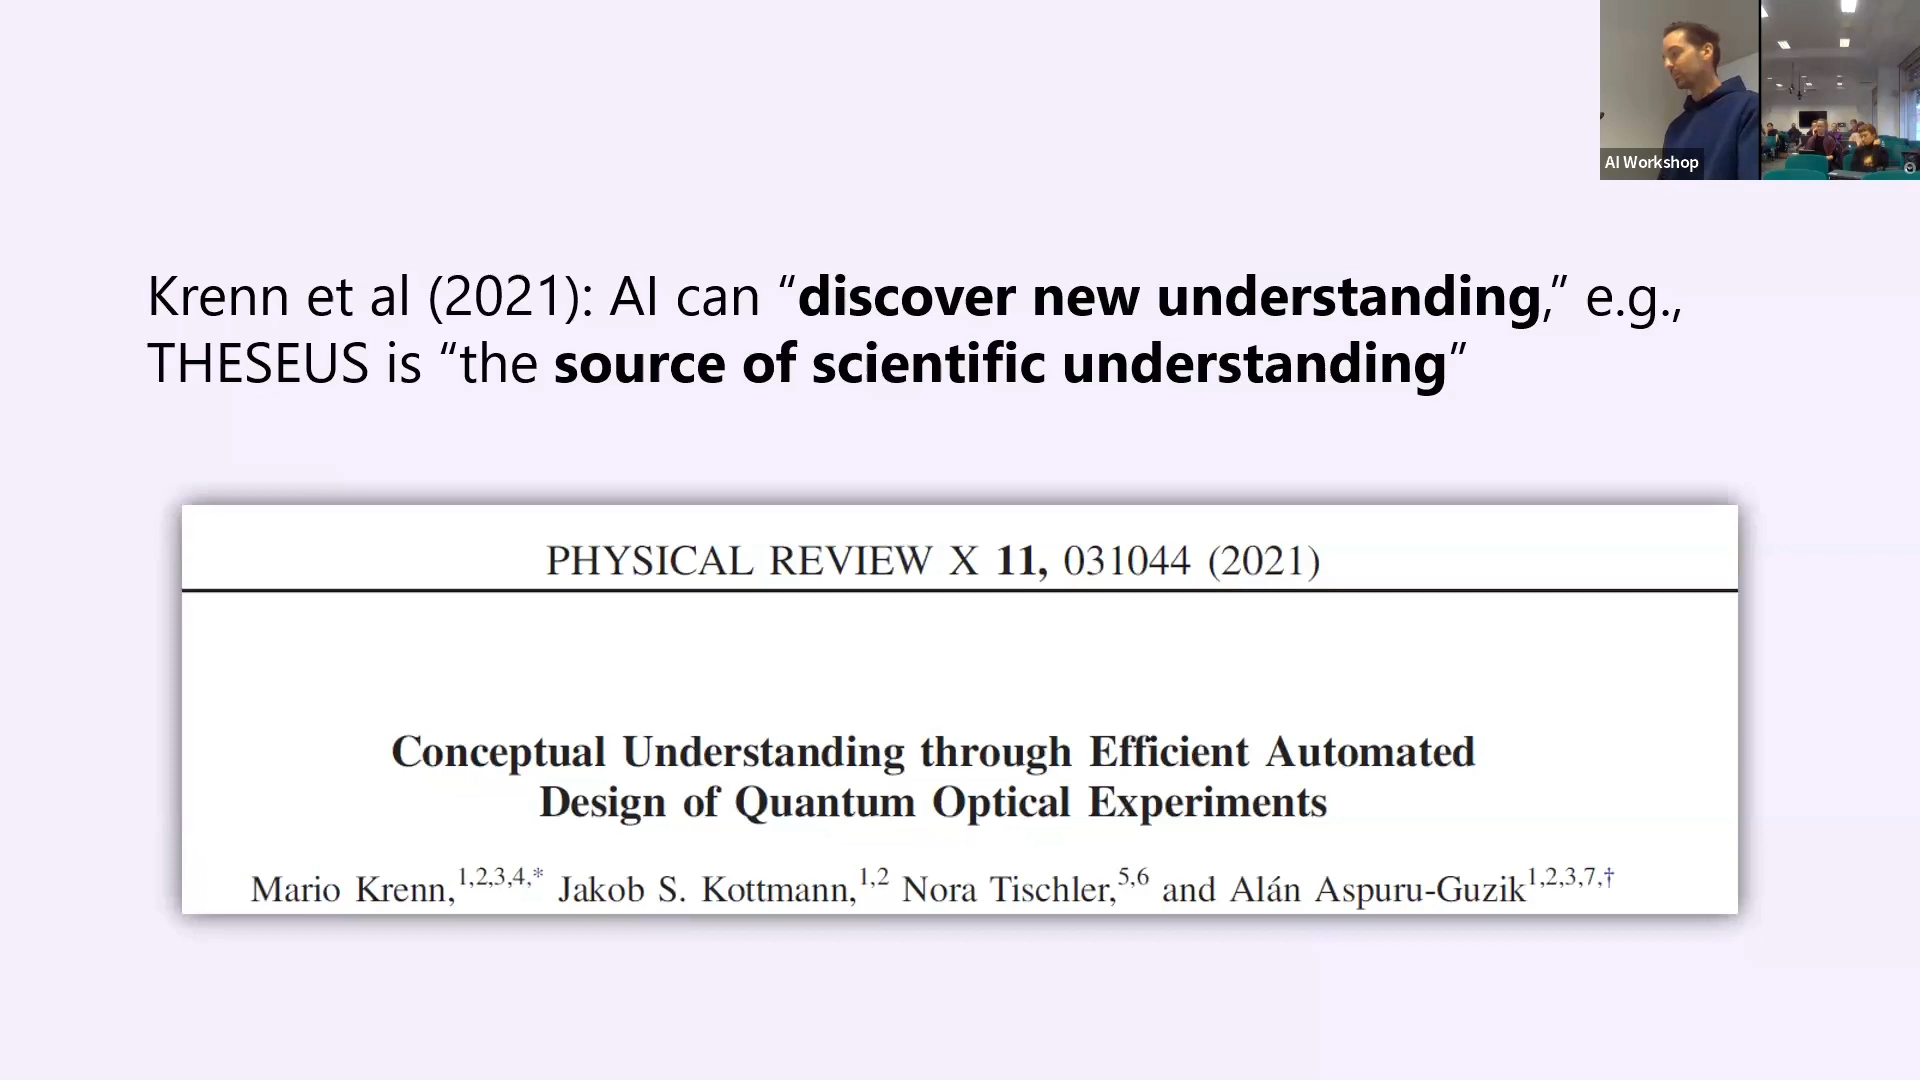 AI Workshop
Krenn et al (2021): AI can “discover new understanding,” e.g.,
THESEUS is “the source of scientific understanding”
PHYSICAL REVIEW X 11, 031044 (2021)
Conceptual Understanding through Efficient Automated
Design of Quantum Optical Experiments
Mario Krenn,1,2,3,4,* Jakob S. Kottmann,1,2 Nora Tischler,5,6 and Alán Aspuru-Guzik1,2,3,7,†